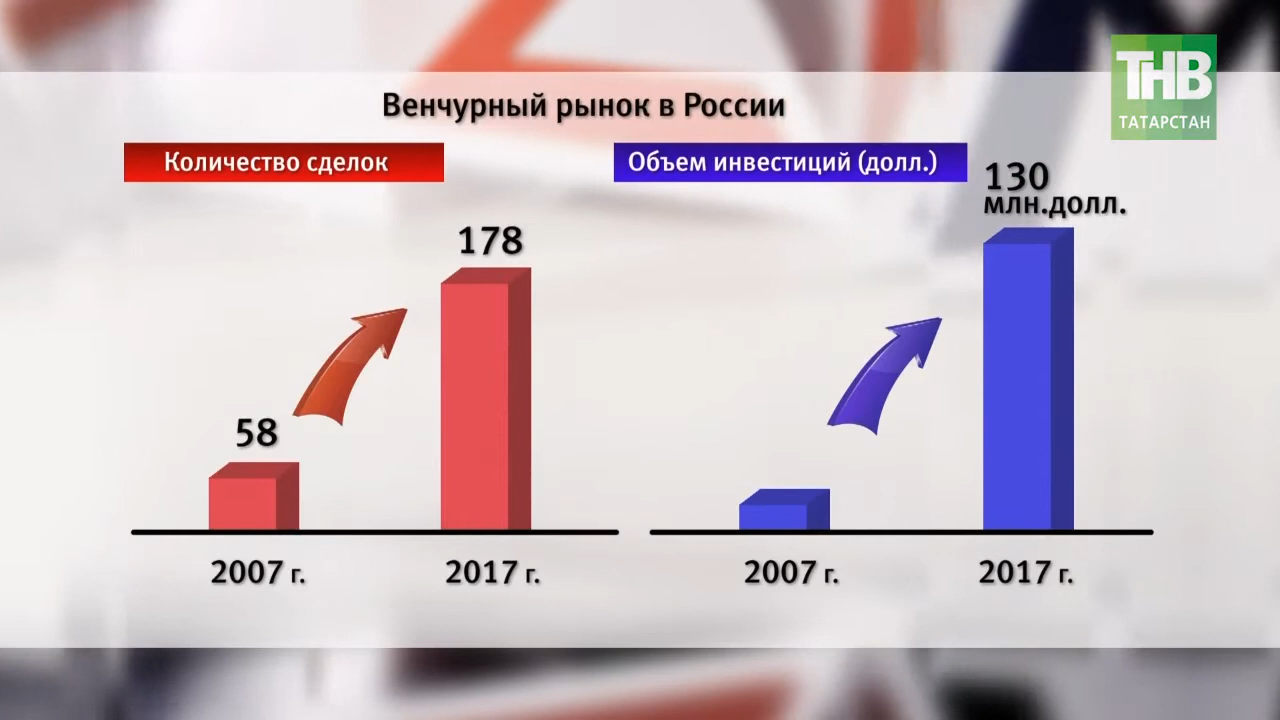 ТНВ
ТАТАРСТАН
Венчурный рынок в России
Количество сделок
58
178
2007 г.
2017 г.
Объем инвестиций (долл.)
130
млн.долл.
2007 г.
2017 г.